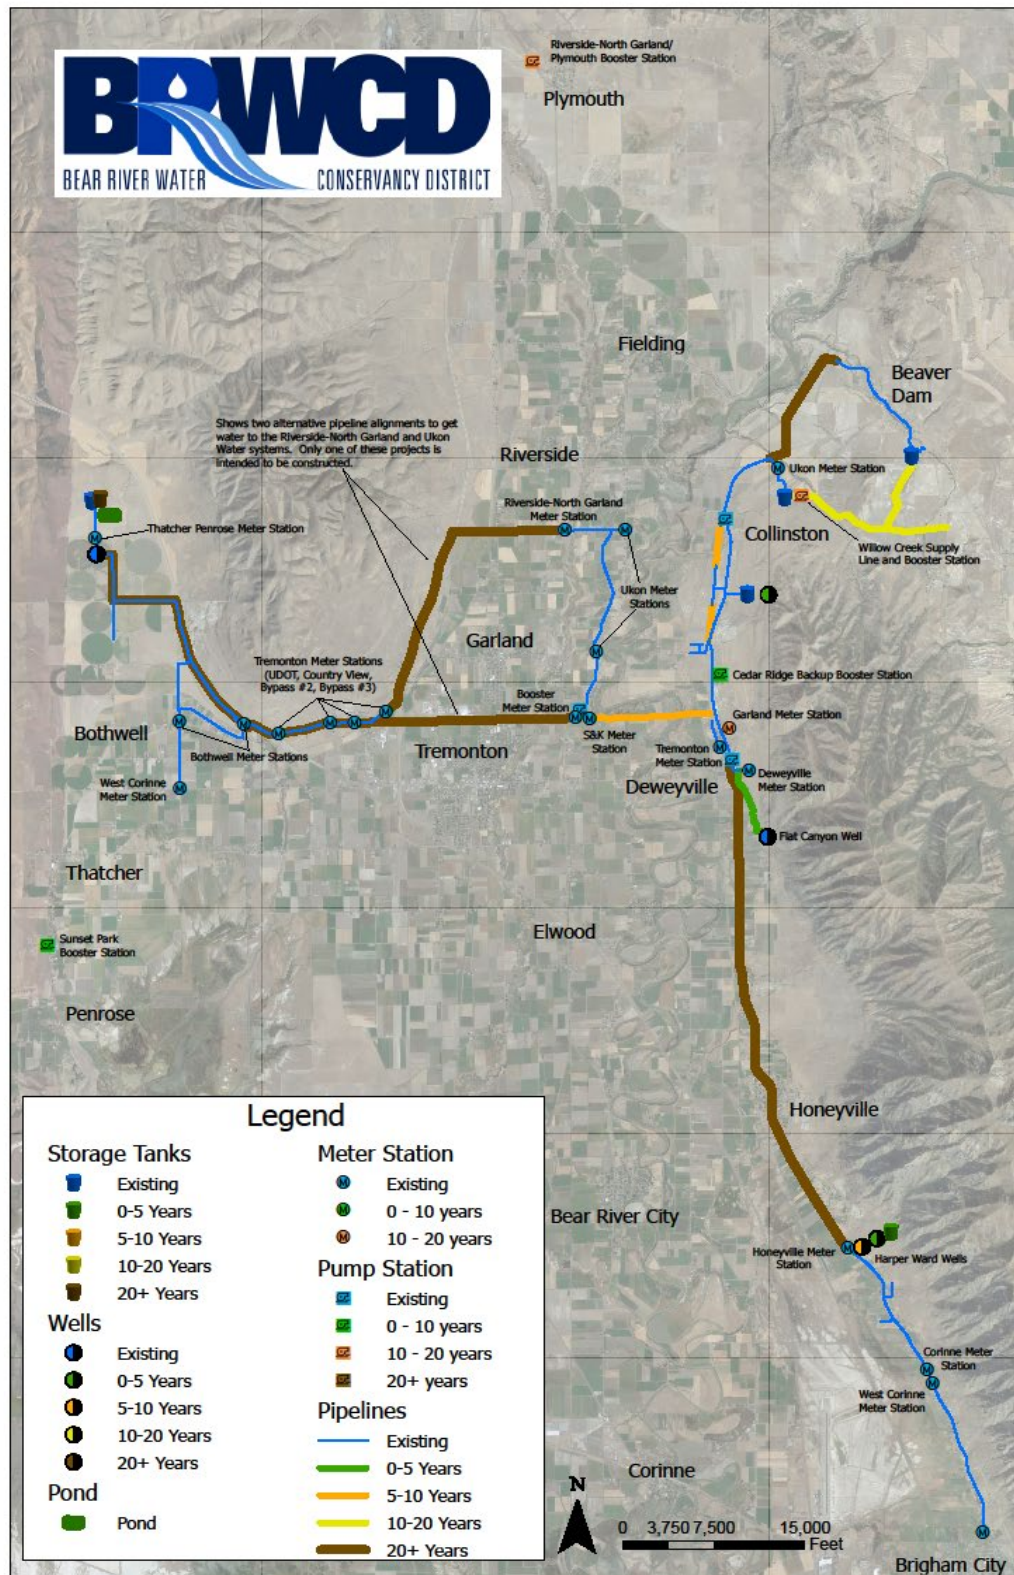 BRWCD
BEAR RIVER WATER CONSERVANCY DISTRICT
Riverside-North Garland/
Plymouth Booster Station
Plymouth
Fielding
Beaver
Dam
Shows two alternative pipeline alignments to get
water to the Riverside-North Garland and Ukon
Water systems. Only one of these projects is
intended to be constructed.
Riverside
Ukon Meter Station
Riverside-North Garland
Meter Station
Thatcher Penrose Meter Station
Collinston
Willow Creek Supply
Line and Booster Station
Ukon Meter
Stations
Garland
Tremonton Meter Stations
(UDOT, Country View,
Bypass #2, Bypass #3)
Cedar Ridge Backup Booster Station
Booster
Meter Station
Garland Meter Station
S&K Meter
Station
Bothwell
Bothwell Meter Stations
Tremonton
Tremonton
Meter Station
Deweyville
Deweyville
Meter Station
West Corinne
Meter Station
Flat Canyon Well
Thatcher
Elwood
Sunset Park
Booster Station
Penrose
Honeyville
Bear River City
Honeyville Meter
Station
Harper Ward Wells
Corinne Meter
Station
West Corinne
Meter Station
Corinne
Brigham City
Legend
Storage Tanks
Existing
0-5 Years
5-10 Years
10-20 Years
20+ Years
Wells
Existing
0-5 Years
5-10 Years
10-20 Years
20+ Years
Pond
Pond
Meter Station
Existing
0 - 10 years
10 - 20 years
Pump Station
Existing
0 - 10 years
10 - 20 years
20+ years
Pipelines
Existing
0-5 Years
5-10 Years
10-20 Years
20+ Years
N
0 3,750 7,500 15,000
Feet